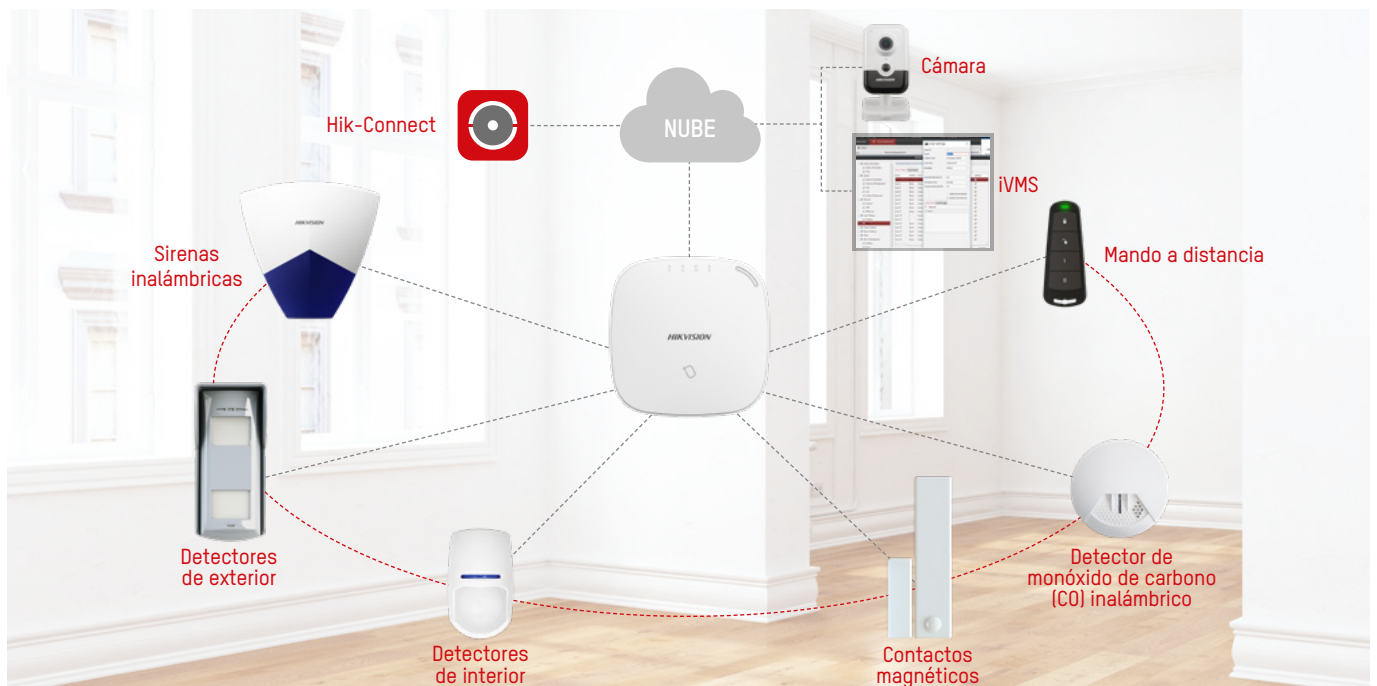 Cámara
HIKVISION
Hik-Connect
NUBE
iVMS
HIKVISION
Sirenas
inalámbricas
Mando a distancia
HIKVISION
Detectores
de exterior
Detector de
monóxido de carbono
(CO) inalámbrico
Detectores
de interior
Contactos
magnéticos